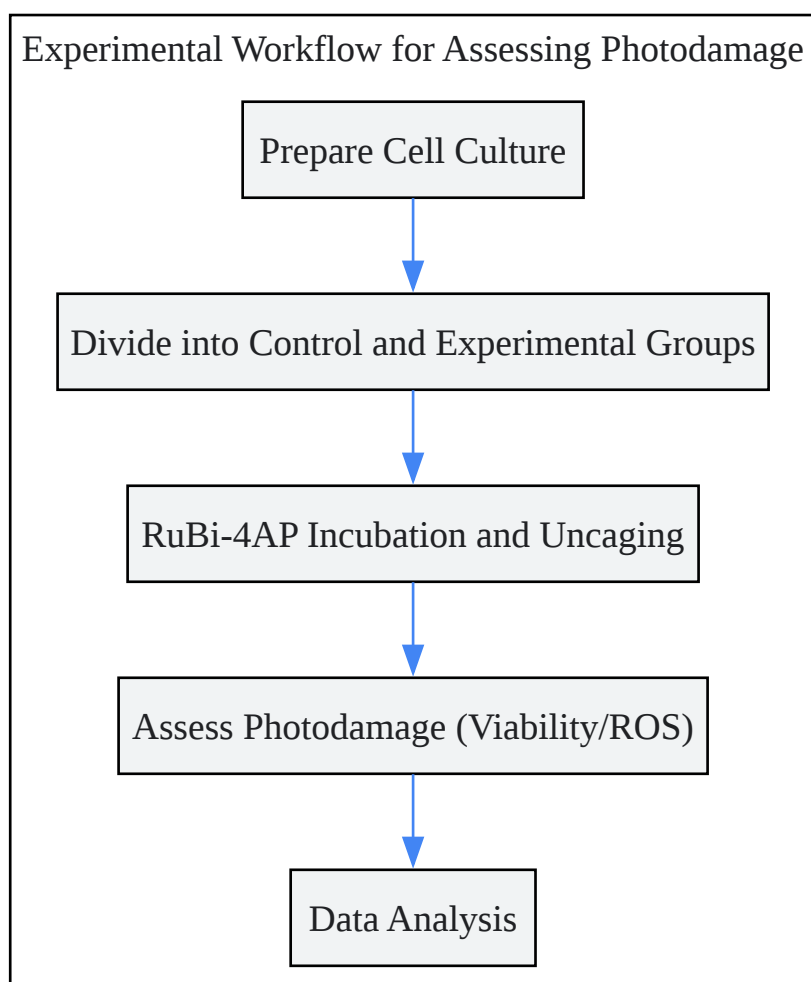 Experimental Workflow for Assessing Photodamage
Prepare Cell Culture
Divide into Control and Experimental Groups
RuBi-4AP Incubation and Uncaging
Assess Photodamage (Viability/ROS)
Data Analysis